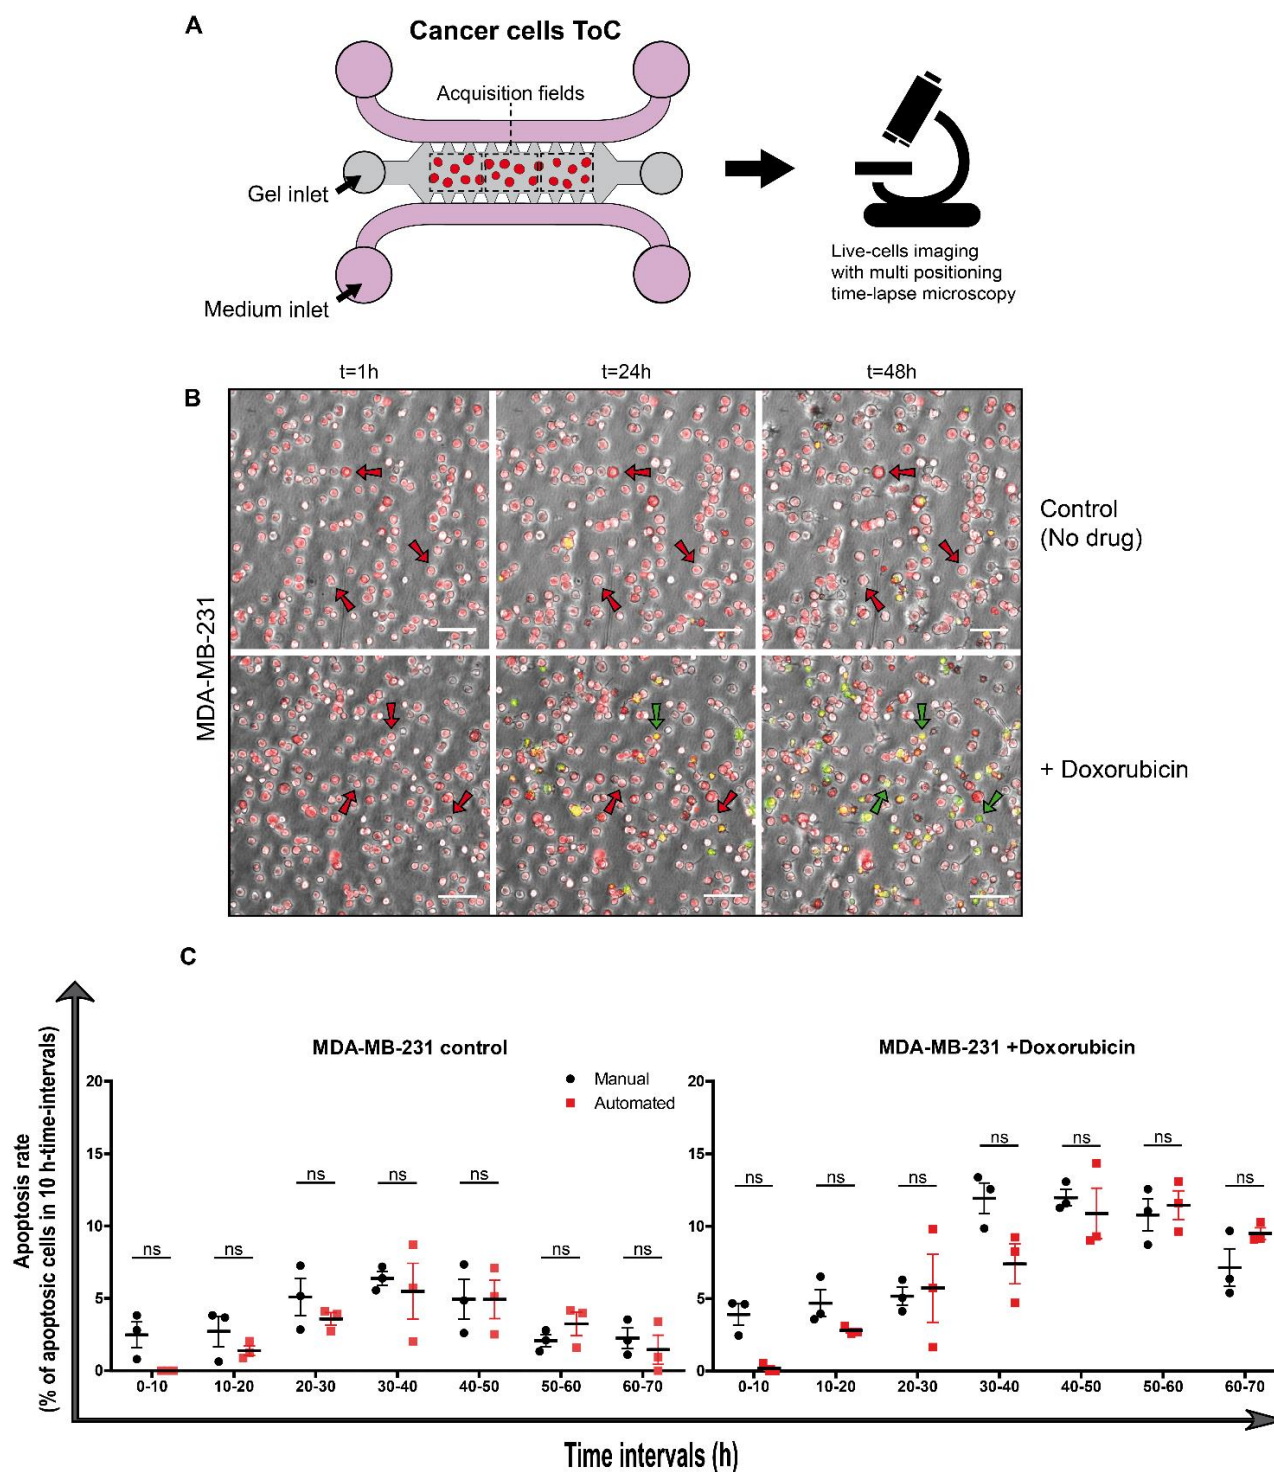 A
Cancer cells ToC
Acquisition fields
Gel inlet
Medium inlet
Live-cells imaging
with multi positioning
time-lapse microscopy
t=1h t=24h t=48h
B
MDA-MB-231
Control
(No drug)
+ Doxorubicin
C
Apoptosis rate
(% of apoptosic cells in 10 h-time-intervals)
MDA-MB-231 control
Manual
Automated
20
15
10
5
0
ns ns ns ns ns ns ns
0-10 10-20 20-30 30-40 40-50 50-60 60-70
MDA-MB-231 +Doxorubicin
20
15
10
5
0
ns ns ns ns ns ns ns
0-10 10-20 20-30 30-40 40-50 50-60 60-70
Time intervals (h)